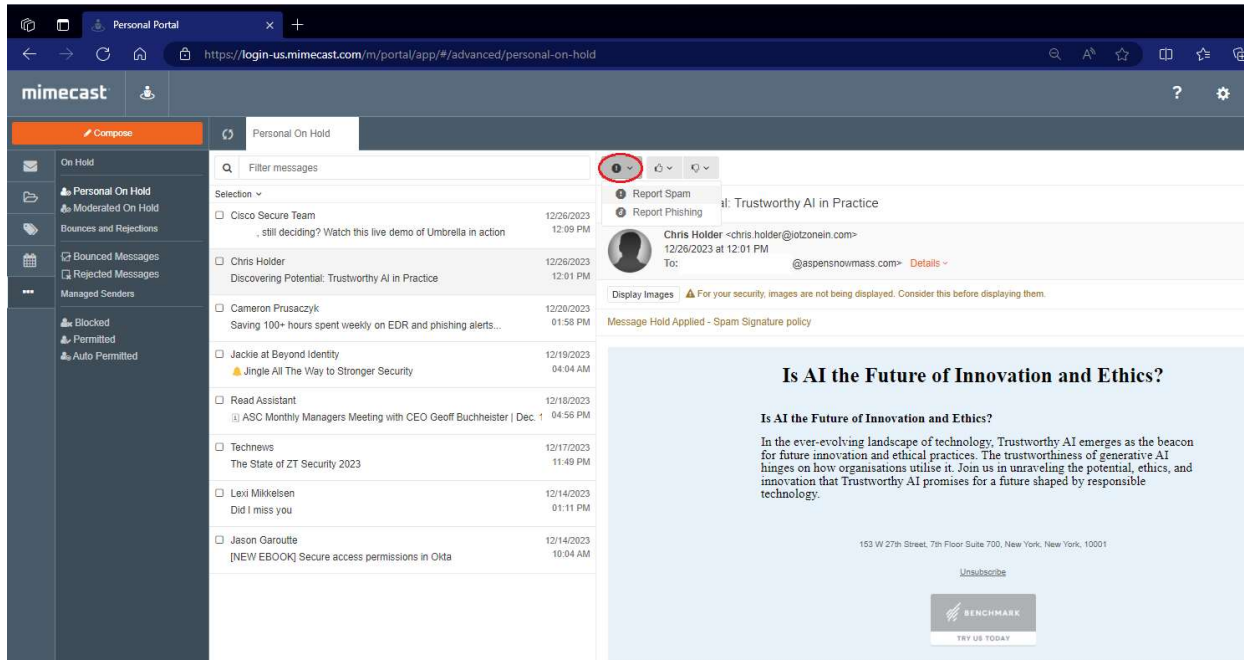 Personal Portal
https://login-us.mimecast.com/m/portal/app/#/advanced/personal-on-hold
mimecast
?
Compose
Personal On Hold
On Hold
Personal On Hold
Moderated On Hold
Bounces and Rejections
Bounced Messages
Rejected Messages
Managed Senders
Blocked
Permitted
Auto Permitted
Filter messages
Selection
Cisco Secure Team 12/26/2023
, still deciding? Watch this live demo of Umbrella in action 12:09 PM
Chris Holder 12/26/2023
Discovering Potential: Trustworthy AI in Practice 12:01 PM
Cameron Prusaczyk 12/20/2023
Saving 100+ hours spent weekly on EDR and phishing alerts... 01:58 PM
Jackie at Beyond Identity 12/19/2023
🔔 Jingle All The Way to Stronger Security 04:04 AM
Read Assistant 12/18/2023
ASC Monthly Managers Meeting with CEO Geoff Buchheister | Dec. 1 04:56 PM
Technews 12/17/2023
The State of ZT Security 2023 11:49 PM
Lexi Mikkelsen 12/14/2023
Did I miss you 01:11 PM
Jason Garoutte 12/14/2023
[NEW EBOOK] Secure access permissions in Okta 10:04 AM
Report Spam
Report Phishing
al: Trustworthy AI in Practice
Chris Holder <chris.holder@iotzonein.com>
12/26/2023 at 12:01 PM
To: @aspensnowmass.com> Details
Display Images For your security, images are not being displayed. Consider this before displaying them.
Message Hold Applied - Spam Signature policy
Is AI the Future of Innovation and Ethics?
Is AI the Future of Innovation and Ethics?
In the ever-evolving landscape of technology, Trustworthy AI emerges as the beacon
for future innovation and ethical practices. The trustworthiness of generative AI
hinges on how organisations utilise it. Join us in unraveling the potential, ethics, and
innovation that Trustworthy AI promises for a future shaped by responsible
technology.
153 W 27th Street, 7th Floor Suite 700, New York, New York, 10001
Unsubscribe
BENCHMARK
TRY US TODAY